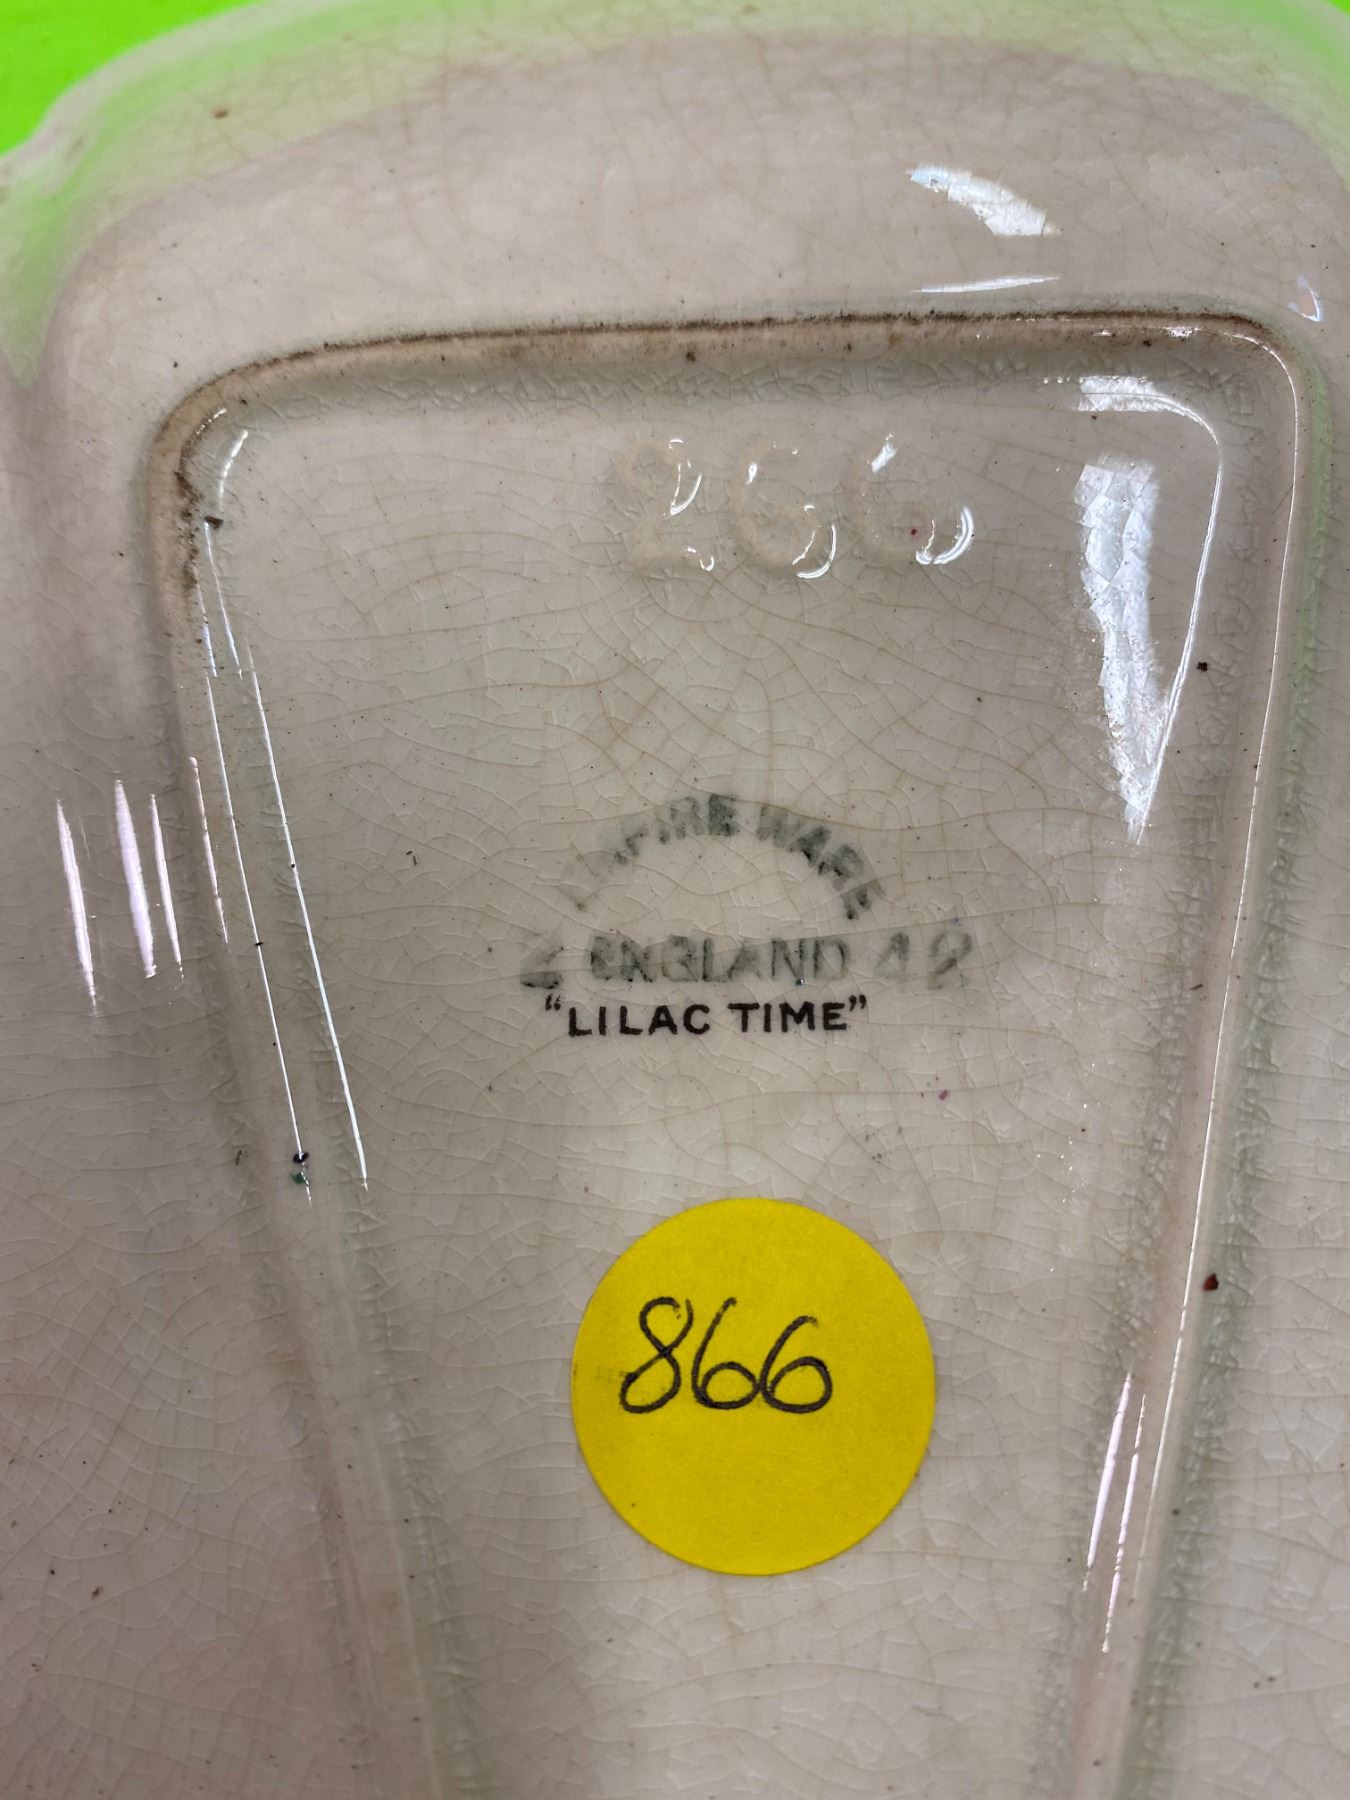 266
EMPIRE WARE
ENGLAND 42
"LILAC TIME"
866